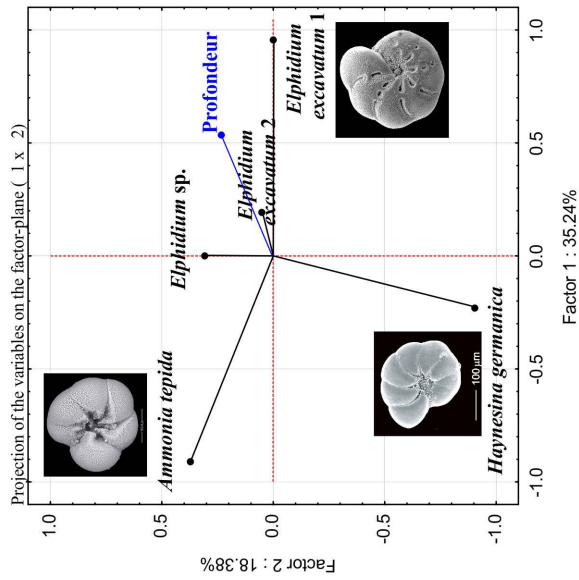 Projection of the variables on the factor-plane ( 1 x 2)
Ammonia tepida
Elphidium sp.
Profondeur
Elphidium
excavatum 2
Elphidium
excavatum 1
Haynesina germanica
100 µm
1.0
0.5
0.0
-0.5
-1.0
Factor 2 : 18.38%
-1.0
-0.5
0.0
0.5
1.0
Factor 1 : 35.24%